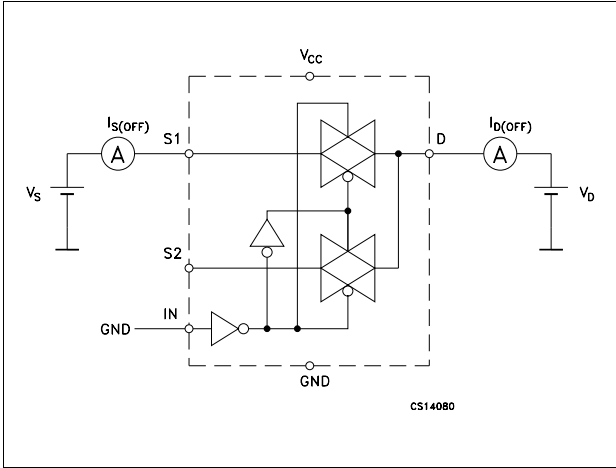 VCC
IS(OFF)
ID(OFF)
A
S1
D
A
VS
VD
S2
IN
GND
GND
CS14080